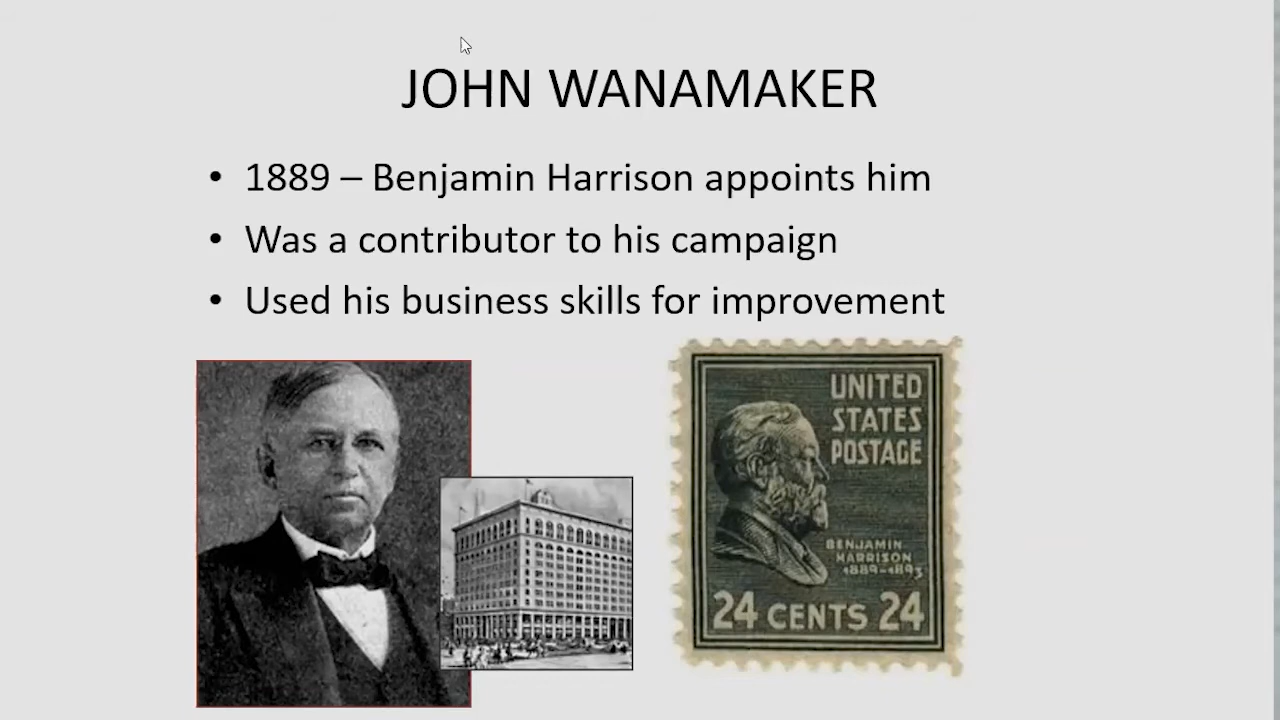 JOHN WANAMAKER
• 1889 – Benjamin Harrison appoints him
• Was a contributor to his campaign
• Used his business skills for improvement
UNITED
STATES
POSTAGE
BENJAMIN
HARRISON
1889-1893
24 CENTS 24